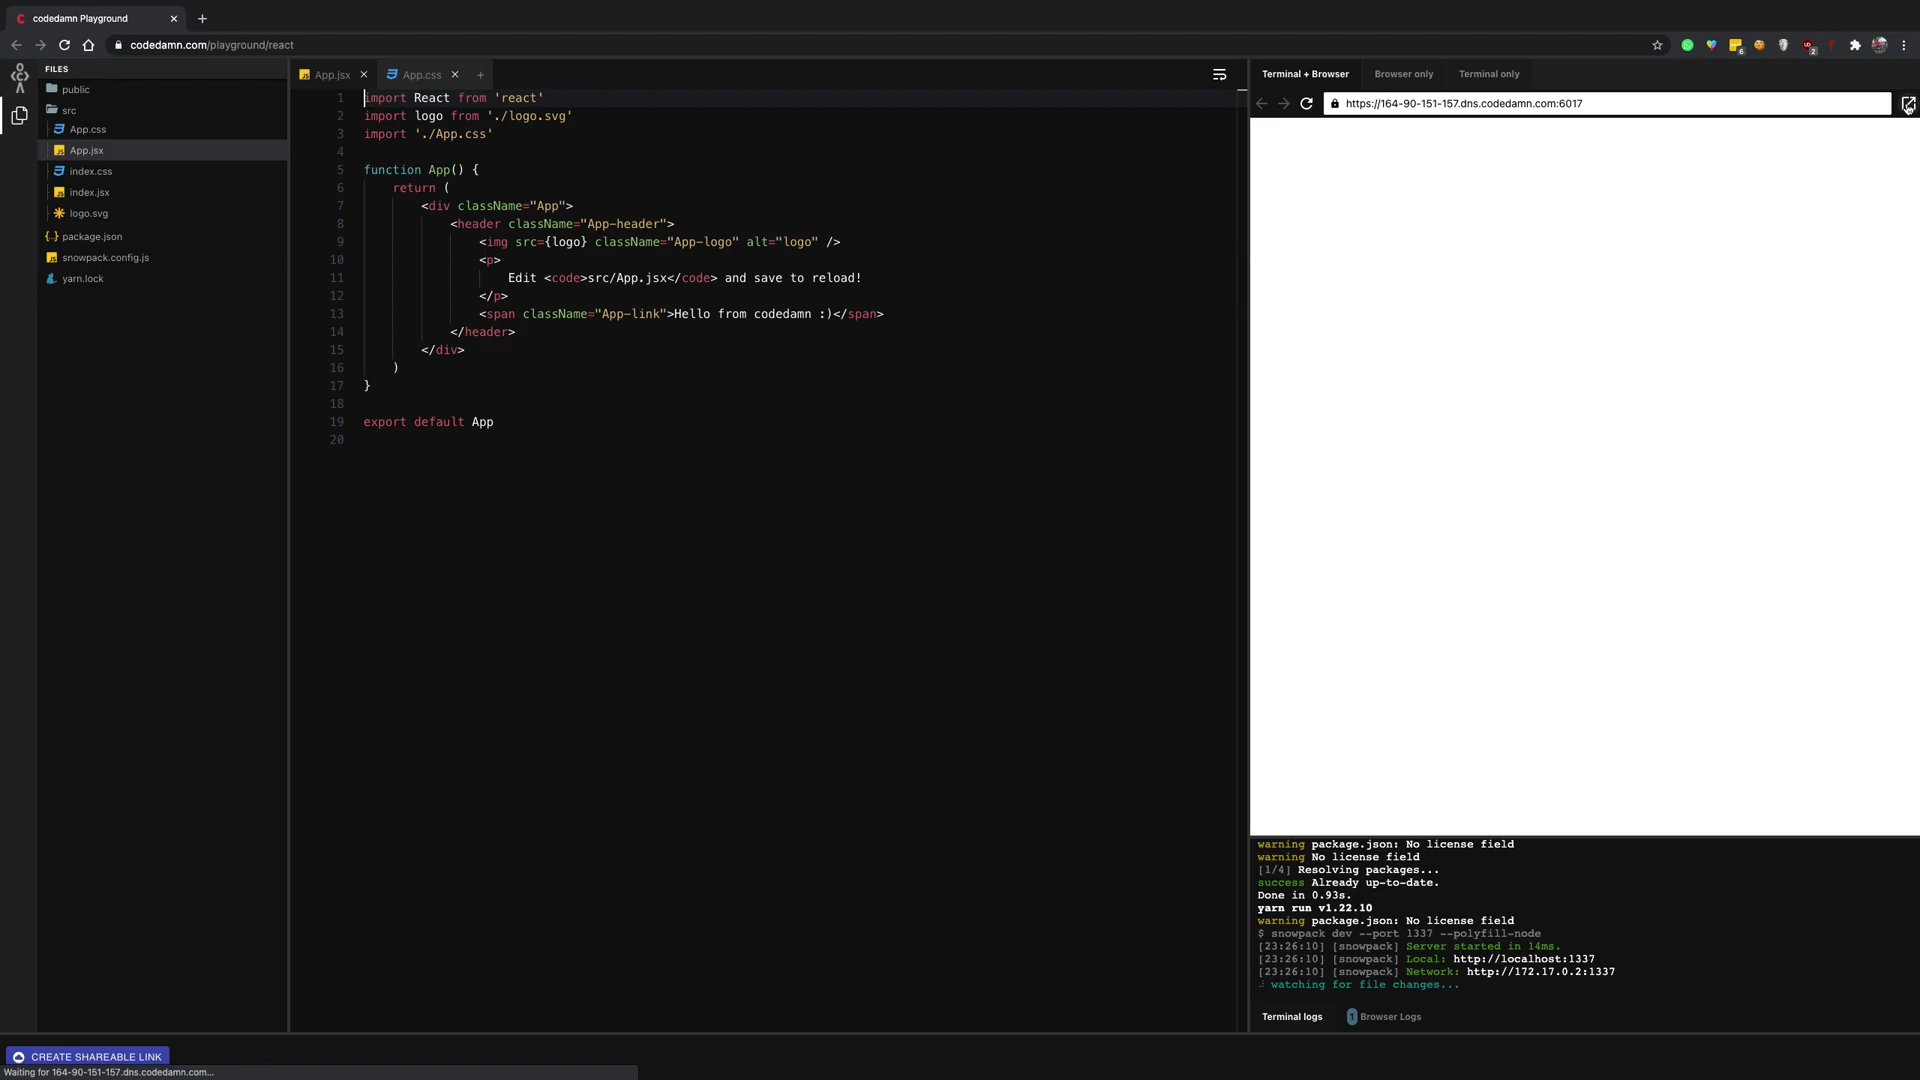 codedamn Playground
codedamn.com/playground/react
FILES
public
src
App.css
App.jsx
index.css
index.jsx
logo.svg
package.json
snowpack.config.js
yarn.lock
App.jsx
App.css
1 import React from 'react'
2 import logo from './logo.svg'
3 import './App.css'
4
5 function App() {
6 return (
7 <div className="App">
8 <header className="App-header">
9 <img src={logo} className="App-logo" alt="logo" />
10 <p>
11 Edit <code>src/App.jsx</code> and save to reload!
12 </p>
13 <span className="App-link">Hello from codedamn :)</span>
14 </header>
15 </div>
16 )
17 }
18
19 export default App
20
Terminal + Browser
Browser only
Terminal only
https://164-90-151-157.dns.codedamn.com:6017
warning package.json: No license field
warning No license field
[1/4] Resolving packages...
success Already up-to-date.
Done in 0.93s.
yarn run v1.22.10
warning package.json: No license field
$ snowpack dev --port 1337 --polyfill-node
[23:26:10] [snowpack] Server started in 14ms.
[23:26:10] [snowpack] Local: http://localhost:1337
[23:26:10] [snowpack] Network: http://172.17.0.2:1337
watching for file changes...
Terminal logs
1 Browser Logs
CREATE SHAREABLE LINK
Waiting for 164-90-151-157.dns.codedamn.com...